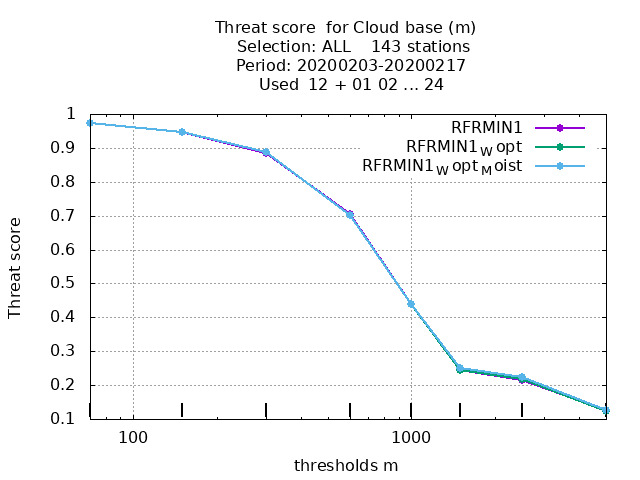 Threat score for Cloud base (m)
Selection: ALL 143 stations
Period: 20200203-20200217
Used 12 + 01 02 ... 24
RFRMIN1
RFRMIN1Wopt
RFRMIN1WoptMoist
Threat score
1
0.9
0.8
0.7
0.6
0.5
0.4
0.3
0.2
0.1
100 1000
thresholds m